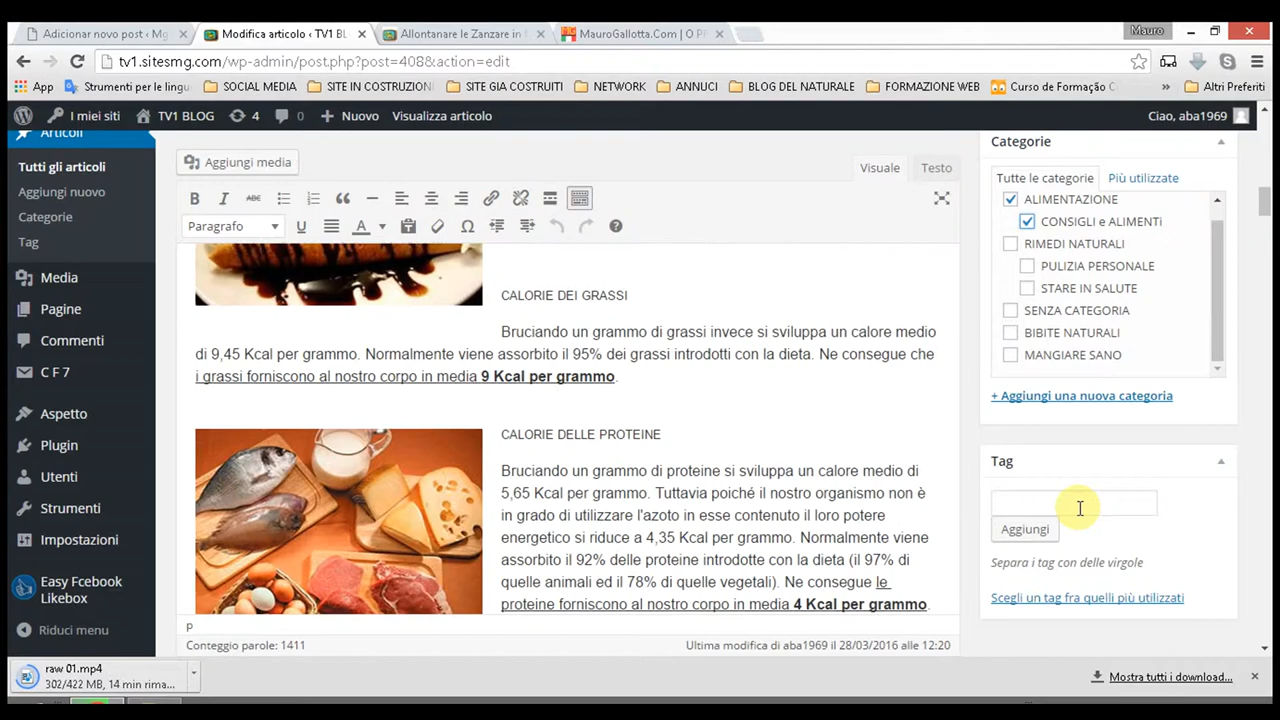 Adicionar novo post ‹ Mg
Modifica articolo ‹ TV1 BL
Allontanare le Zanzare in
MauroGallotta.Com | O P
Mauro
tv1.sitesmg.com/wp-admin/post.php?post=408&action=edit
App
Strumenti per le lingu
SOCIAL MEDIA
SITE IN COSTRUZION
SITE GIA COSTRUITI
NETWORK
ANNUCI
BLOG DEL NATURALE
FORMAZIONE WEB
Curso de Formação C
»
Altri Preferiti
I miei siti
TV1 BLOG
4
0
Nuovo
Visualizza articolo
Ciao, aba1969
Articoli
Tutti gli articoli
Aggiungi nuovo
Categorie
Tag
Media
Pagine
Commenti
C F 7
Aspetto
Plugin
Utenti
Strumenti
Impostazioni
Easy Fcebook
Likebox
Riduci menu
Aggiungi media
Visuale
Testo
B I ABC
Paragrafo
U A Ω ?
CALORIE DEI GRASSI
Bruciando un grammo di grassi invece si sviluppa un calore medio
di 9,45 Kcal per grammo. Normalmente viene assorbito il 95% dei grassi introdotti con la dieta. Ne consegue che
i grassi forniscono al nostro corpo in media 9 Kcal per grammo.
CALORIE DELLE PROTEINE
Bruciando un grammo di proteine si sviluppa un calore medio di
5,65 Kcal per grammo. Tuttavia poiché il nostro organismo non è
in grado di utilizzare l'azoto in esse contenuto il loro potere
energetico si riduce a 4,35 Kcal per grammo. Normalmente viene
assorbito il 92% delle proteine introdotte con la dieta (il 97% di
quelle animali ed il 78% di quelle vegetali). Ne consegue le
proteine forniscono al nostro corpo in media 4 Kcal per grammo.
P
Conteggio parole: 1411
Ultima modifica di aba1969 il 28/03/2016 alle 12:20
Categorie
Tutte le categorie
Più utilizzate
ALIMENTAZIONE
CONSIGLI e ALIMENTi
RIMEDI NATURALI
PULIZIA PERSONALE
STARE IN SALUTE
SENZA CATEGORIA
BIBITE NATURALI
MANGIARE SANO
+ Aggiungi una nuova categoria
Tag
Aggiungi
Separa i tag con delle virgole
Scegli un tag fra quelli più utilizzati
raw 01.mp4
302/422 MB, 14 min rima...
Mostra tutti i download...